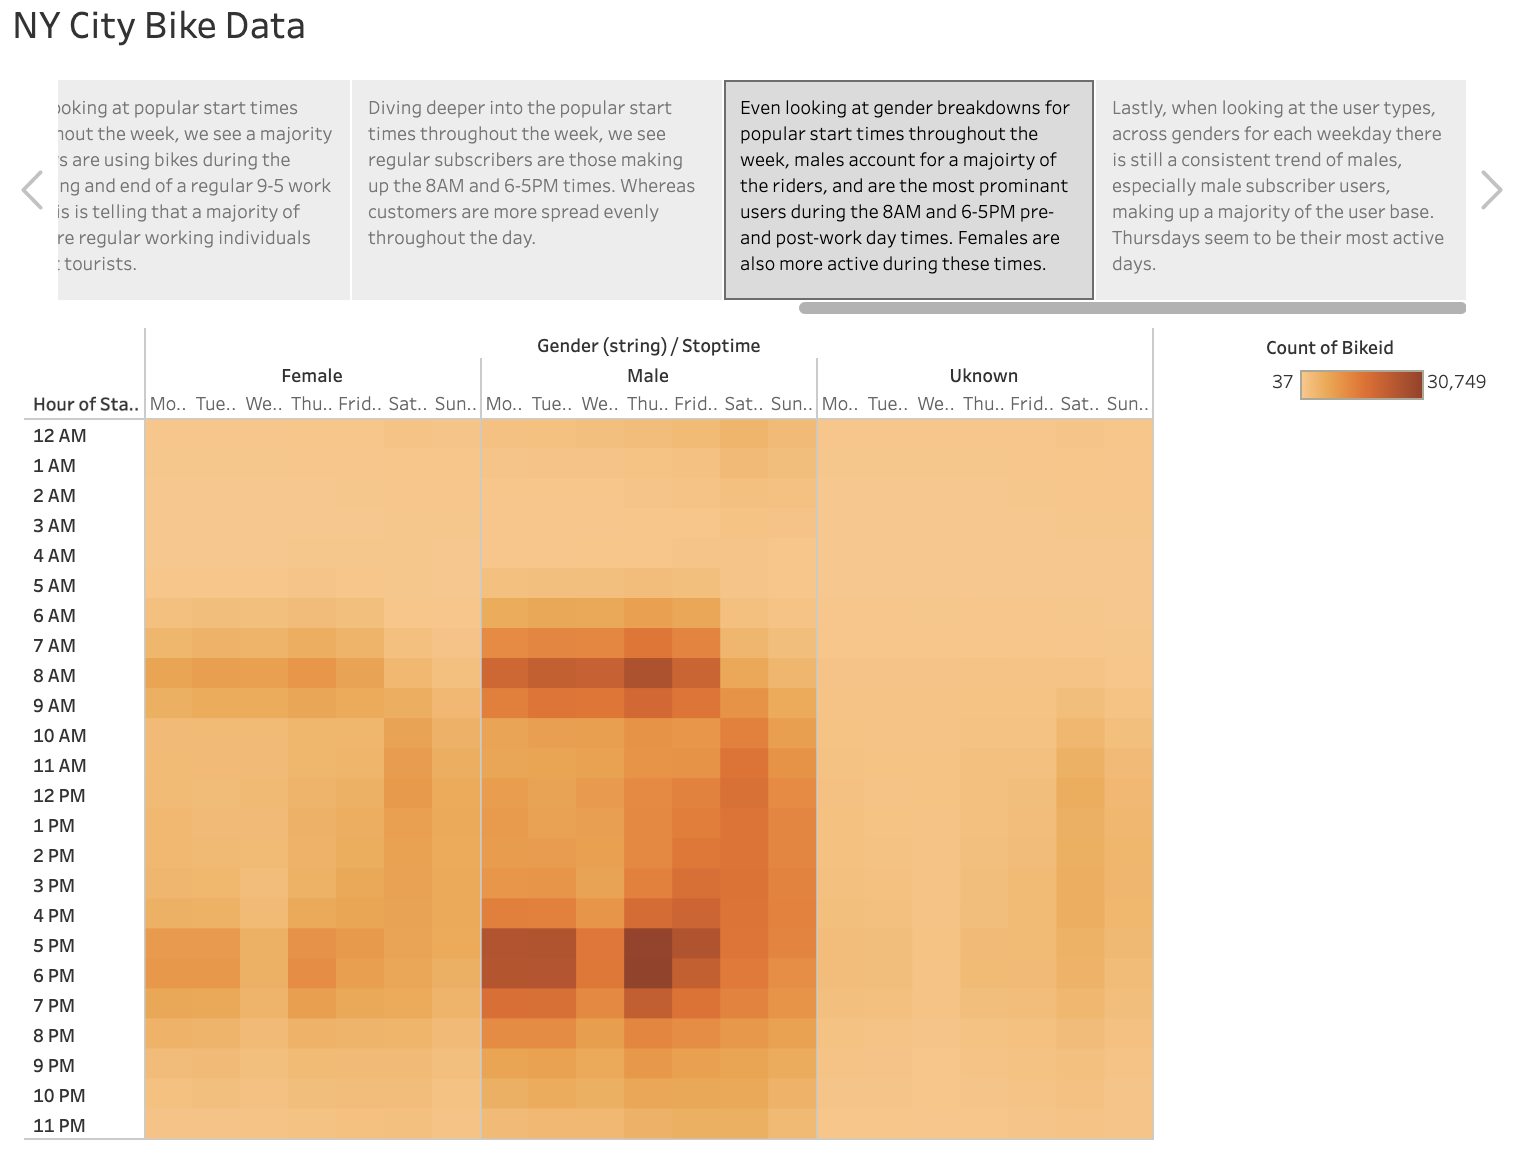 NY City Bike Data
ooking at popular start times
hout the week, we see a majority
s are using bikes during the
ng and end of a regular 9-5 work
is is telling that a majority of
re regular working individuals
t tourists.
Diving deeper into the popular start
times throughout the week, we see
regular subscribers are those making
up the 8AM and 6-5PM times. Whereas
customers are more spread evenly
throughout the day.
Even looking at gender breakdowns for
popular start times throughout the
week, males account for a majoirty of
the riders, and are the most prominant
users during the 8AM and 6-5PM pre-
and post-work day times. Females are
also more active during these times.
Lastly, when looking at the user types,
across genders for each weekday there
is still a consistent trend of males,
especially male subscriber users,
making up a majority of the user base.
Thursdays seem to be their most active
days.
Gender (string) / Stoptime
Female Male Uknown
Hour of Sta.. Mo.. Tue.. We.. Thu.. Frid.. Sat.. Sun.. Mo.. Tue.. We.. Thu.. Frid.. Sat.. Sun.. Mo.. Tue.. We.. Thu.. Frid.. Sat.. Sun..
12 AM
1 AM
2 AM
3 AM
4 AM
5 AM
6 AM
7 AM
8 AM
9 AM
10 AM
11 AM
12 PM
1 PM
2 PM
3 PM
4 PM
5 PM
6 PM
7 PM
8 PM
9 PM
10 PM
11 PM
Count of Bikeid
37 30,749